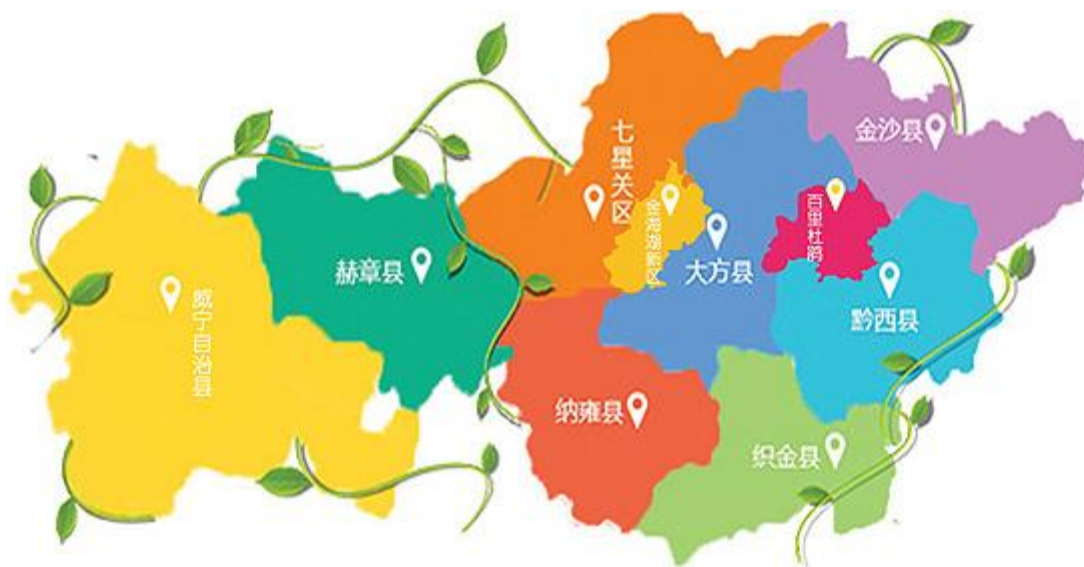 七星关区
金沙县
金海湖新区
百里杜鹃
赫章县
大方县
威宁自治县
黔西县
纳雍县
织金县